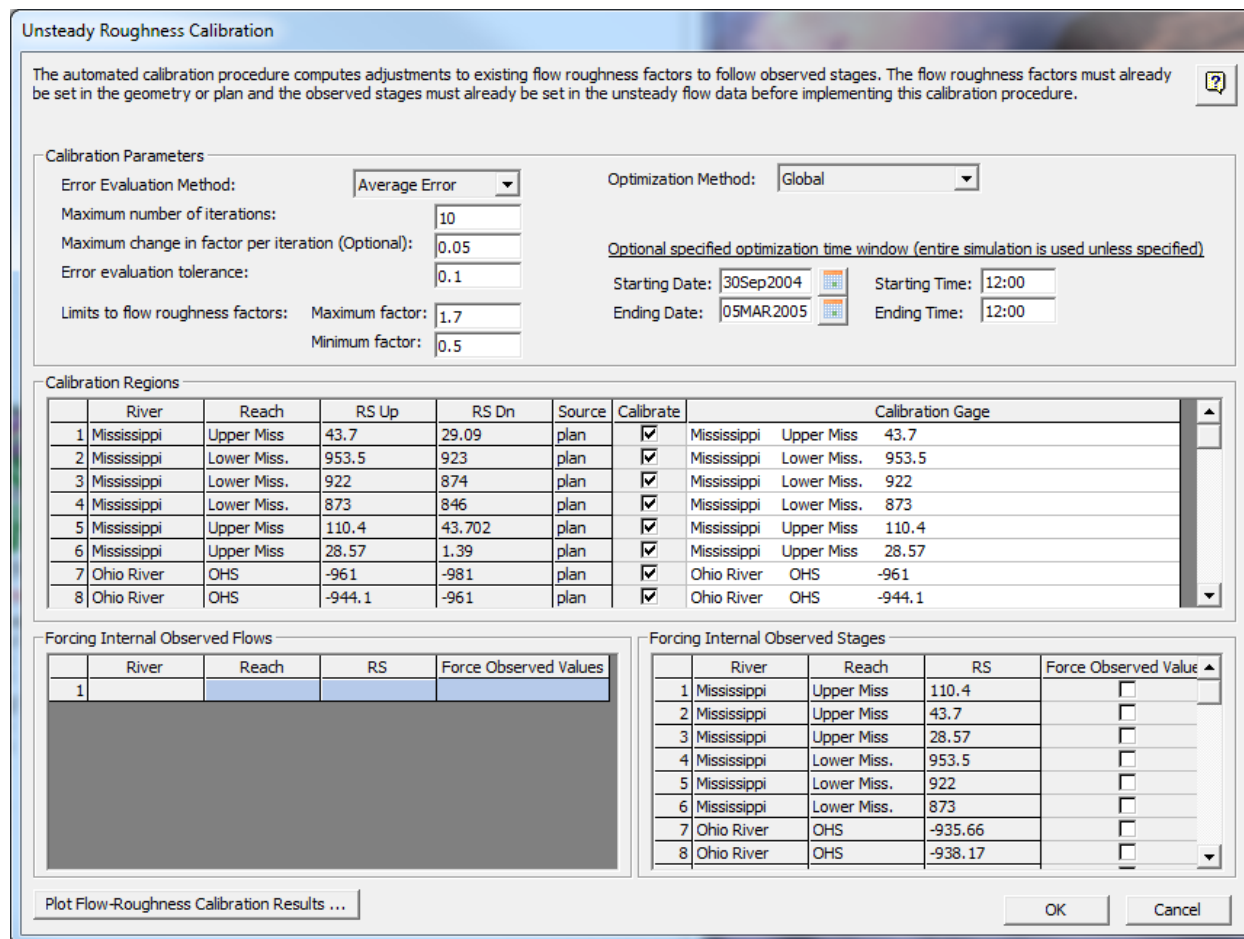 Unsteady Roughness Calibration
The automated calibration procedure computes adjustments to existing flow roughness factors to follow observed stages. The flow roughness factors must already
be set in the geometry or plan and the observed stages must already be set in the unsteady flow data before implementing this calibration procedure.
Calibration Parameters
Error Evaluation Method: Average Error
Maximum number of iterations: 10
Maximum change in factor per iteration (Optional): 0.05
Error evaluation tolerance: 0.1
Limits to flow roughness factors: Maximum factor: 1.7
Minimum factor: 0.5
Optimization Method: Global
Optional specified optimization time window (entire simulation is used unless specified)
Starting Date: 30Sep2004 Starting Time: 12:00
Ending Date: 05MAR2005 Ending Time: 12:00
Calibration Regions
River Reach RS Up RS Dn Source Calibrate Calibration Gage
1 Mississippi Upper Miss 43.7 29.09 plan Mississippi Upper Miss 43.7
2 Mississippi Lower Miss. 953.5 923 plan Mississippi Lower Miss. 953.5
3 Mississippi Lower Miss. 922 874 plan Mississippi Lower Miss. 922
4 Mississippi Lower Miss. 873 846 plan Mississippi Lower Miss. 873
5 Mississippi Upper Miss 110.4 43.702 plan Mississippi Upper Miss 110.4
6 Mississippi Upper Miss 28.57 1.39 plan Mississippi Upper Miss 28.57
7 Ohio River OHS -961 -981 plan Ohio River OHS -961
8 Ohio River OHS -944.1 -961 plan Ohio River OHS -944.1
Forcing Internal Observed Flows
River Reach RS Force Observed Values
1
Forcing Internal Observed Stages
River Reach RS Force Observed Value
1 Mississippi Upper Miss 110.4
2 Mississippi Upper Miss 43.7
3 Mississippi Upper Miss 28.57
4 Mississippi Lower Miss. 953.5
5 Mississippi Lower Miss. 922
6 Mississippi Lower Miss. 873
7 Ohio River OHS -935.66
8 Ohio River OHS -938.17
Plot Flow-Roughness Calibration Results ...
OK
Cancel